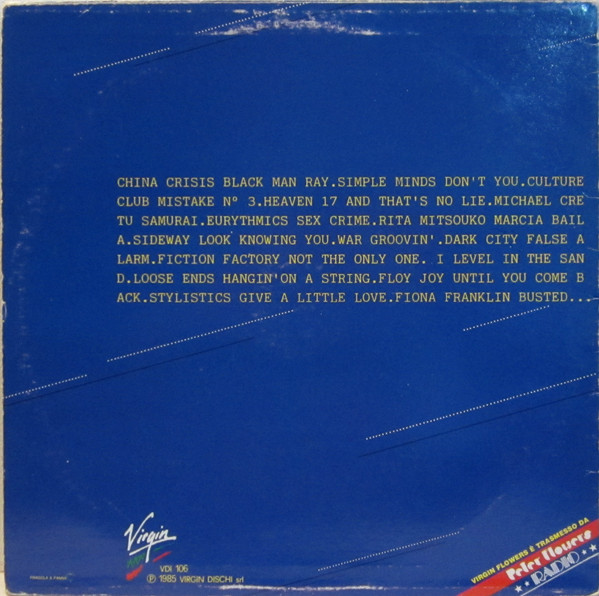 CHINA CRISIS BLACK MAN RAY.SIMPLE MINDS DON'T YOU.CULTURE
CLUB MISTAKE N° 3.HEAVEN 17 AND THAT'S NO LIE.MICHAEL CRE
TU SAMURAI.EURYTHMICS SEX CRIME.RITA MITSOUKO MARCIA BAIL
A.SIDEWAY LOOK KNOWING YOU.WAR GROOVIN'.DARK CITY FALSE A
LARM.FICTION FACTORY NOT THE ONLY ONE. I LEVEL IN THE SAN
D.LOOSE ENDS HANGIN'ON A STRING.FLOY JOY UNTIL YOU COME B
ACK.STYLISTICS GIVE A LITTLE LOVE.FIONA FRANKLIN BUSTED...
Virgin
VDI 106
℗ 1985 VIRGIN DISCHI srl
VIRGIN FLOWERS È TRASMESSO DA
Peter Flowers
RADIO